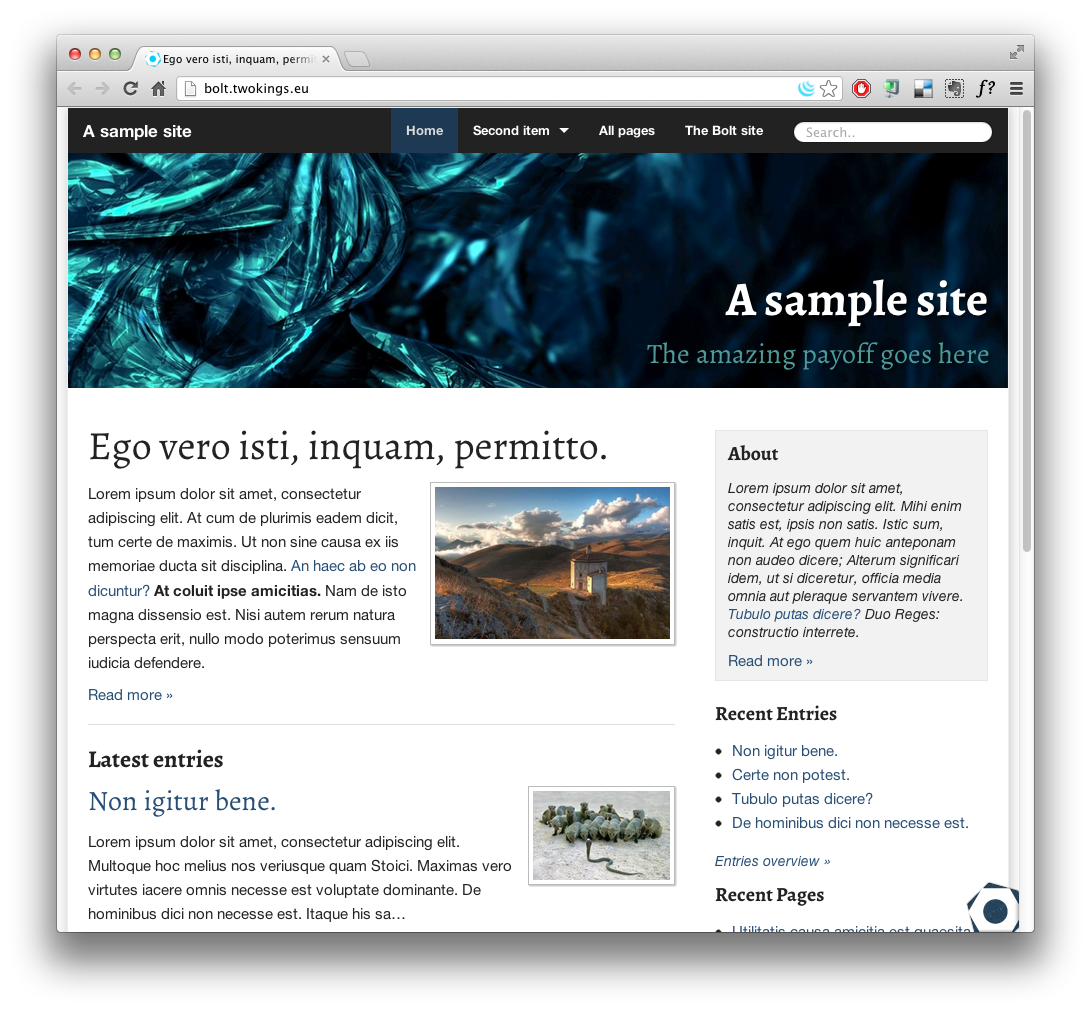 Ego vero isti, inquam, permi
bolt.twokings.eu
f?
A sample site
Home
Second item
All pages
The Bolt site
Search..
A sample site
The amazing payoff goes here
Ego vero isti, inquam, permitto.
Lorem ipsum dolor sit amet, consectetur
adipiscing elit. At cum de plurimis eadem dicit,
tum certe de maximis. Ut non sine causa ex iis
memoriae ducta sit disciplina. An haec ab eo non
dicuntur? At coluit ipse amicitias. Nam de isto
magna dissensio est. Nisi autem rerum natura
perspecta erit, nullo modo poterimus sensuum
iudicia defendere.
Read more »
Latest entries
Non igitur bene.
Lorem ipsum dolor sit amet, consectetur adipiscing elit.
Multoque hoc melius nos veriusque quam Stoici. Maximas vero
virtutes iacere omnis necesse est voluptate dominante. De
hominibus dici non necesse est. Itaque his sa…
About
Lorem ipsum dolor sit amet,
consectetur adipiscing elit. Mihi enim
satis est, ipsis non satis. Istic sum,
inquit. At ego quem huic anteponam
non audeo dicere; Alterum significari
idem, ut si diceretur, officia media
omnia aut pleraque servantem vivere.
Tubulo putas dicere? Duo Reges:
constructio interrete.
Read more »
Recent Entries
Non igitur bene.
Certe non potest.
Tubulo putas dicere?
De hominibus dici non necesse est.
Entries overview »
Recent Pages
Utilitatis causa amicitia est quaesita